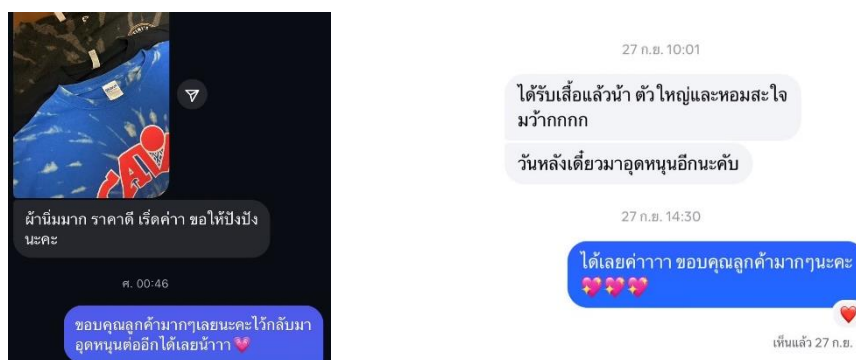 ผ้านิ่มมาก ราคาดี เริ่ดค่าา ขอให้ปังปัง
นะคะ
ศ. 00:46
ขอบคุณลูกค้ามากๆเลยนะคะไว้กลับมา
อุดหนุนต่ออีกได้เลยน้าาา💗
27 ก.ย. 10:01
ได้รับเสื้อแล้วน้า ตัวใหญ่และหอมสะใจ
มว้ากกกก
วันหลังเดี๋ยวมาอุดหนุนอีกนะคับ
27 ก.ย. 14:30
ได้เลยค่าาาา ขอบคุณลูกค้ามากๆนะคะ
💖💖💖
เห็นแล้ว 27 ก.ย.